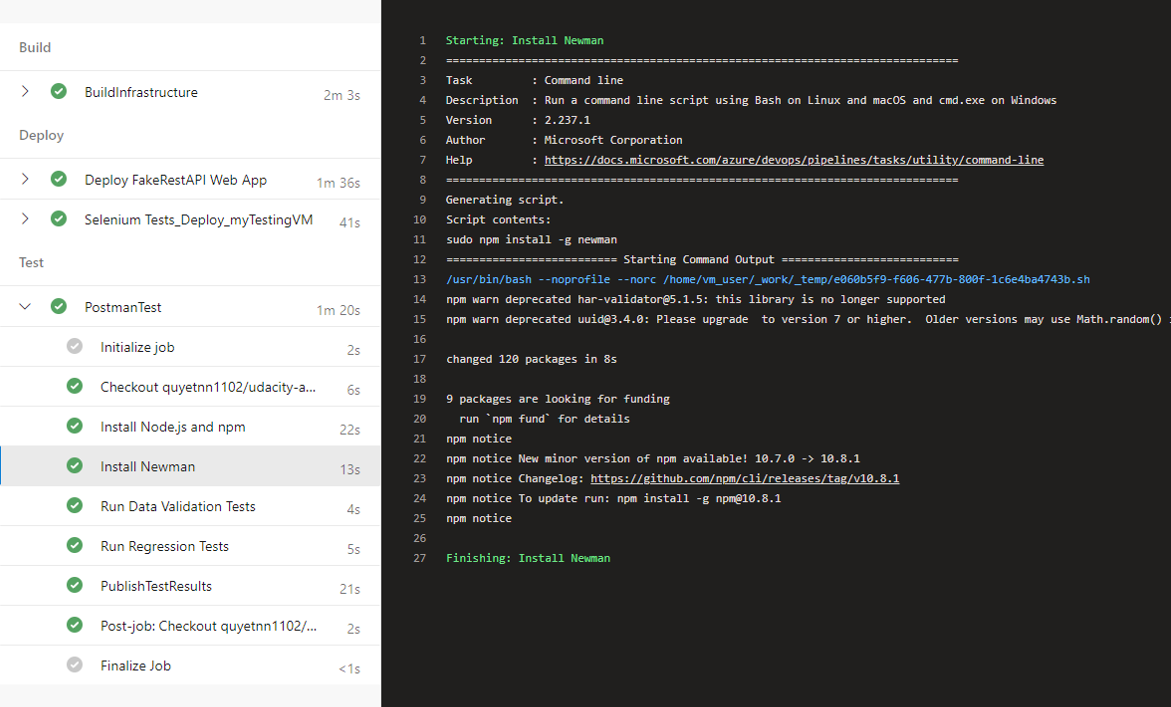 Build
BuildInfrastructure 2m 3s
Deploy
Deploy FakeRestAPI Web App 1m 36s
Selenium Tests_Deploy_myTestingVM 41s
Test
PostmanTest 1m 20s
Initialize job 2s
Checkout quyetnn1102/udacity-a... 6s
Install Node.js and npm 22s
Install Newman 13s
Run Data Validation Tests 4s
Run Regression Tests 5s
PublishTestResults 21s
Post-job: Checkout quyetnn1102/... 2s
Finalize Job <1s
1 Starting: Install Newman
2 ==============================================================================
3 Task         : Command line
4 Description  : Run a command line script using Bash on Linux and macOS and cmd.exe on Windows
5 Version      : 2.237.1
6 Author       : Microsoft Corporation
7 Help         : https://docs.microsoft.com/azure/devops/pipelines/tasks/utility/command-line
8 ==============================================================================
9 Generating script.
10 Script contents:
11 sudo npm install -g newman
12 ========================== Starting Command Output ===========================
13 /usr/bin/bash --noprofile --norc /home/vm_user/_work/_temp/e060b5f9-f606-477b-800f-1c6e4ba4743b.sh
14 npm warn deprecated har-validator@5.1.5: this library is no longer supported
15 npm warn deprecated uuid@3.4.0: Please upgrade  to version 7 or higher.  Older versions may use Math.random()
16
17 changed 120 packages in 8s
18
19 9 packages are looking for funding
20   run `npm fund` for details
21 npm notice
22 npm notice New minor version of npm available! 10.7.0 -> 10.8.1
23 npm notice Changelog: https://github.com/npm/cli/releases/tag/v10.8.1
24 npm notice To update run: npm install -g npm@10.8.1
25 npm notice
26
27 Finishing: Install Newman